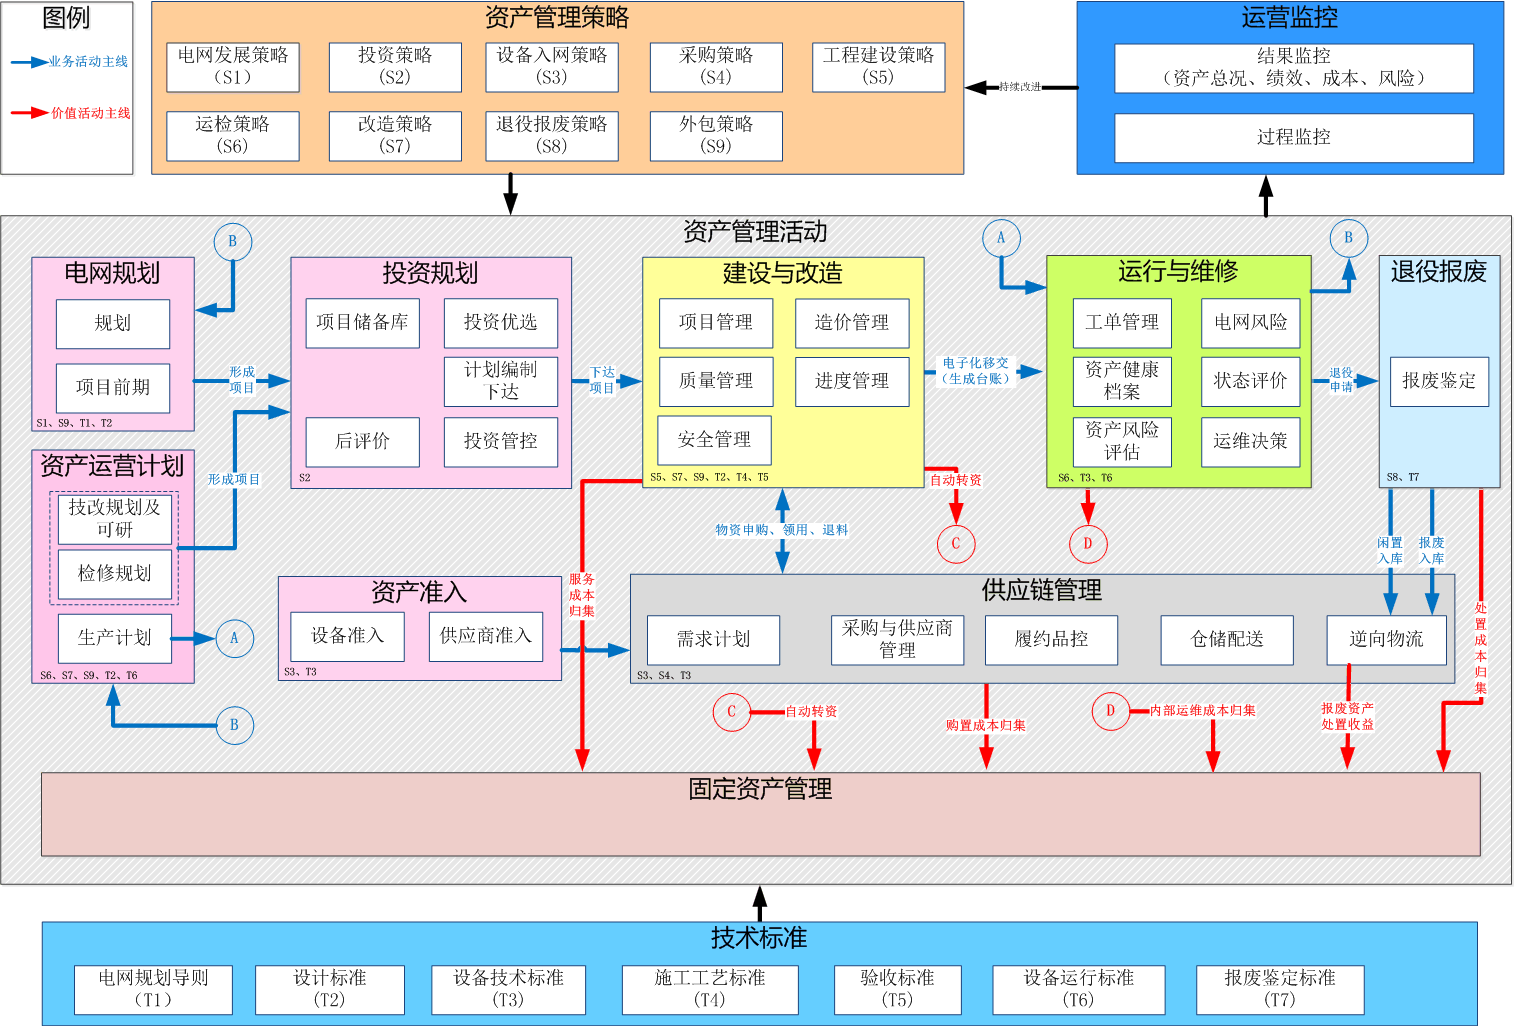 图例
业务活动主线
价值活动主线
资产管理策略
电网发展策略
（S1）
投资策略
(S2)
设备入网策略
(S3)
采购策略
(S4)
工程建设策略
(S5)
运检策略
(S6)
改造策略
(S7)
退役报废策略
(S8)
外包策略
(S9)
持续改进
运营监控
结果监控
（资产总况、绩效、成本、风险）
过程监控
资产管理活动
B
A
B
电网规划
规划
项目前期
S1、S9、T1、T2
形成
项目
投资规划
项目储备库
投资优选
计划编制
下达
后评价
投资管控
S2
下达
项目
建设与改造
项目管理
造价管理
质量管理
进度管理
安全管理
S5、S7、S9、T2、T4、T5
电子化移交
（生成台账）
运行与维修
工单管理
电网风险
资产健康
档案
状态评价
资产风险
评估
运维决策
S6、T3、T6
退役
申请
退役报废
报废鉴定
S8、T7
资产运营计划
技改规划及
可研
检修规划
生产计划
S6、S7、S9、T2、T6
形成项目
A
B
自动转资
C
D
物资申购、领用、退料
服务
成本
归集
闲置
入库
报废
入库
处
置
成
本
归
集
资产准入
设备准入
供应商准入
S3、T3
供应链管理
需求计划
采购与供应商
管理
履约品控
仓储配送
逆向物流
S3、S4、T3
C
自动转资
购置成本归集
D
内部运维成本归集
报废资产
处置收益
固定资产管理
技术标准
电网规划导则
（T1）
设计标准
(T2)
设备技术标准
(T3)
施工工艺标准
(T4)
验收标准
(T5)
设备运行标准
(T6)
报废鉴定标准
(T7)